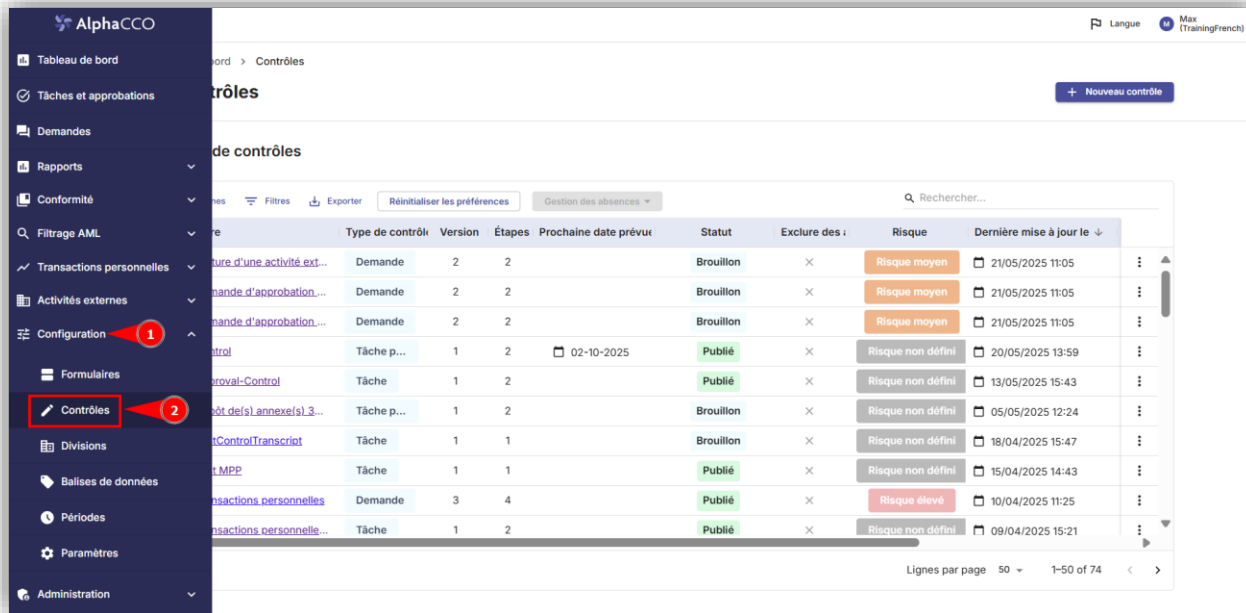 AlphaCCO
Langue
M
Max
(TrainingFrench)
Tableau de bord
Tâches et approbations
Demandes
Rapports
Conformité
Filtrage AML
Transactions personnelles
Activités externes
Configuration
1
Formulaires
Contrôles
2
Divisions
Balises de données
Périodes
Paramètres
Administration
ord > Contrôles
trôles
+ Nouveau contrôle
de contrôles
nes Filtres Exporter Réinitialiser les préférences Gestion des absences
Rechercher...
re Type de contrôle Version Étapes Prochaine date prévue Statut Exclure des Risque Dernière mise à jour le
ture d'une activité ext... Demande 2 2 Brouillon Risque moyen 21/05/2025 11:05
mande d'approbation ... Demande 2 2 Brouillon Risque moyen 21/05/2025 11:05
mande d'approbation ... Demande 2 2 Brouillon Risque moyen 21/05/2025 11:05
ntrol Tâche p... 1 2 02-10-2025 Publié Risque non défini 20/05/2025 13:59
proval-Control Tâche 1 2 Publié Risque non défini 13/05/2025 15:43
pôt de(s) annexe(s) 3... Tâche p... 1 2 Brouillon Risque non défini 05/05/2025 12:24
tControlTranscript Tâche 1 1 Brouillon Risque non défini 18/04/2025 15:47
t MPP Tâche 1 1 Publié Risque non défini 15/04/2025 14:43
nsactions personnelles Demande 3 4 Publié Risque élevé 10/04/2025 11:25
nsactions personnelle... Tâche 1 2 Publié Risque non défini 09/04/2025 15:21
Lignes par page 50 1–50 of 74